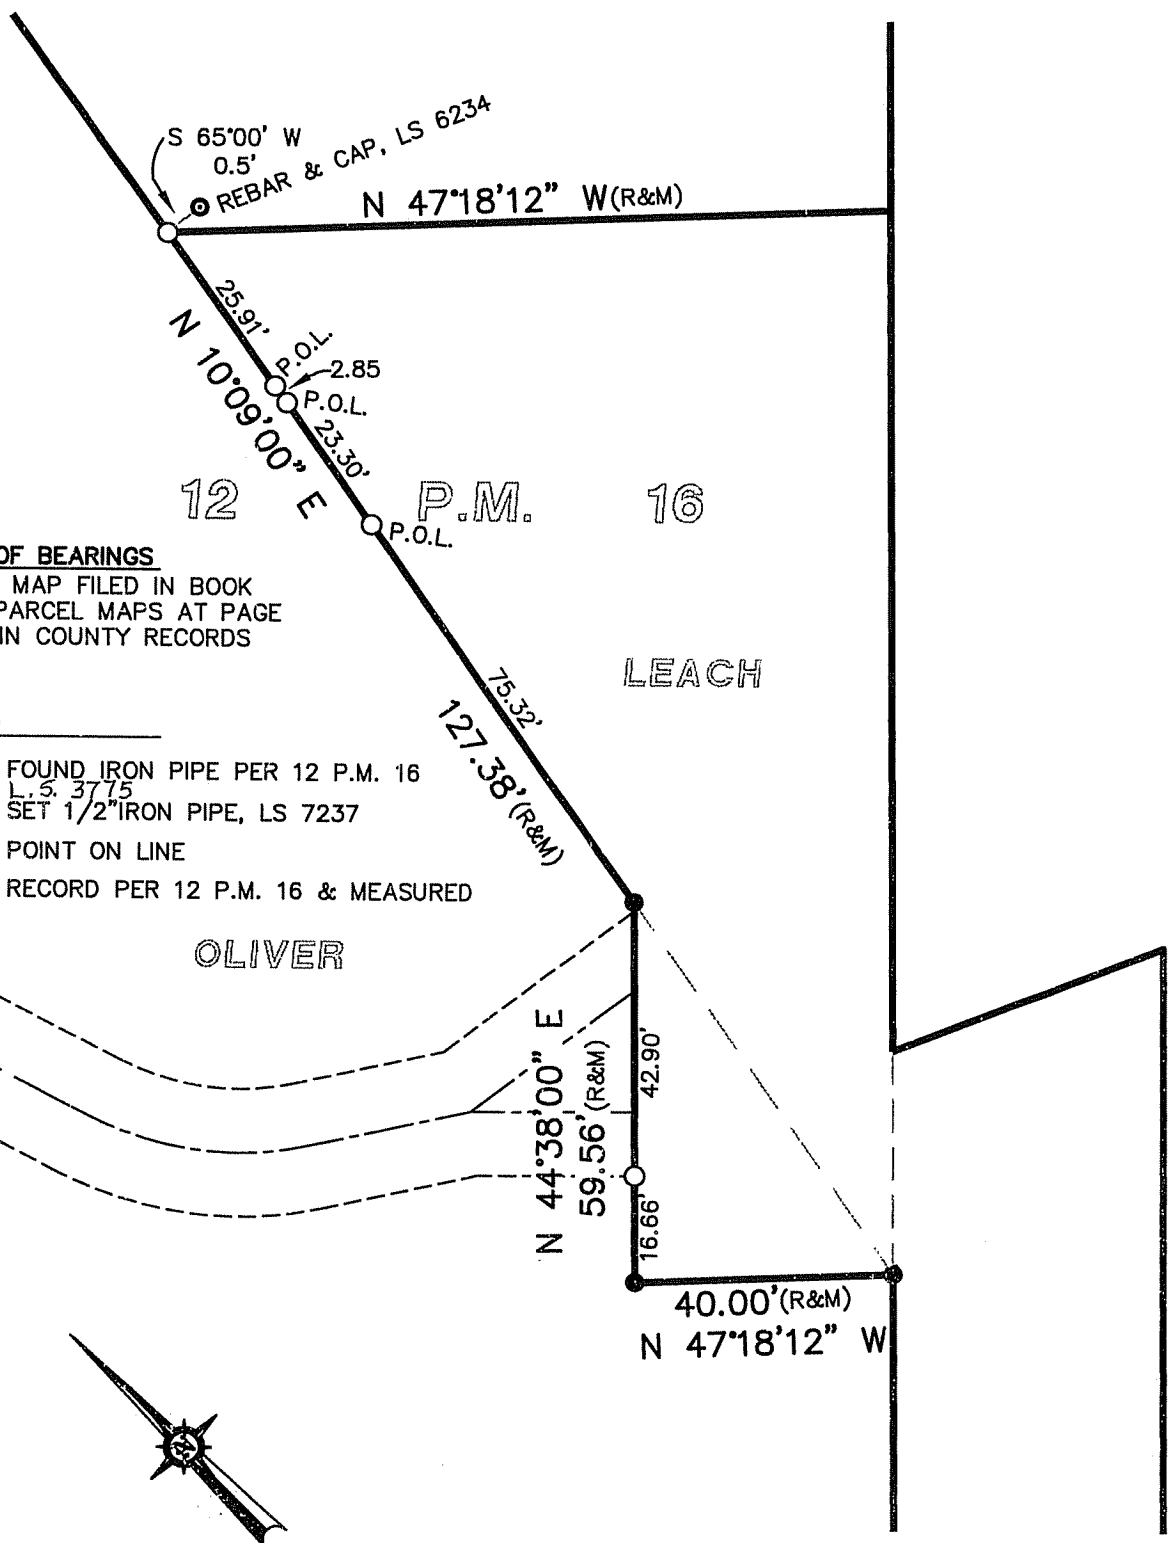 S 65°00' W
0.5'
REBAR & CAP, LS 6234
N 47°18'12" W(R&M)
25.91'
N 10°09'00" E
P.O.L.
2.85
P.O.L.
23.30'
12 P.M. 16
P.O.L.
OF BEARINGS
MAP FILED IN BOOK
PARCEL MAPS AT PAGE
IN COUNTY RECORDS
LEACH
75.32'
127.38'(R&M)
FOUND IRON PIPE PER 12 P.M. 16
L.S. 3775
SET 1/2"IRON PIPE, LS 7237
POINT ON LINE
RECORD PER 12 P.M. 16 & MEASURED
OLIVER
N 44°38'00" E
59.56'(R&M)
42.90'
16.66'
40.00'(R&M)
N 47°18'12" W